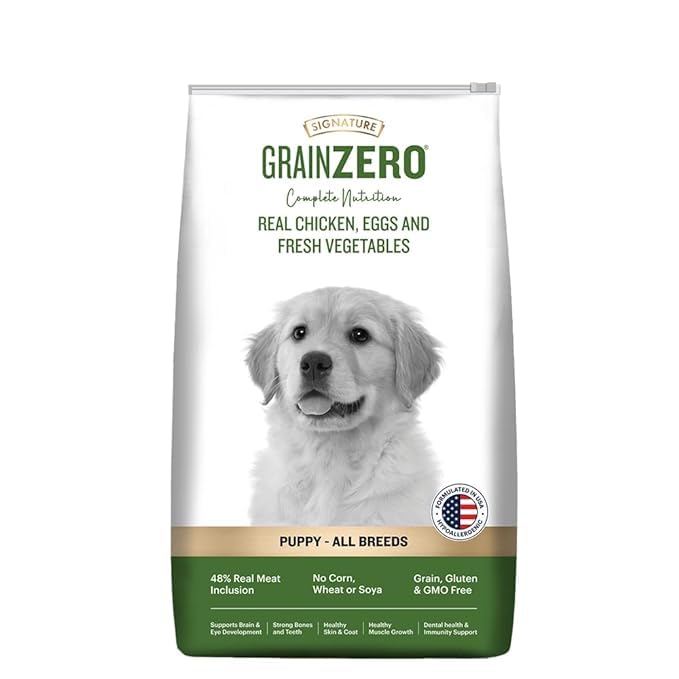 SIGNATURE
GRAINZERO®
Complete Nutrition
REAL CHICKEN, EGGS AND
FRESH VEGETABLES
FORMULATED IN USA
HYPOALLERGENIC
PUPPY - ALL BREEDS
48% Real Meat
Inclusion
No Corn,
Wheat or Soya
Grain, Gluten
& GMO Free
Supports Brain &
Eye Development
Strong Bones
and Teeth
Healthy
Skin & Coat
Healthy
Muscle Growth
Dental health &
Immunity Support